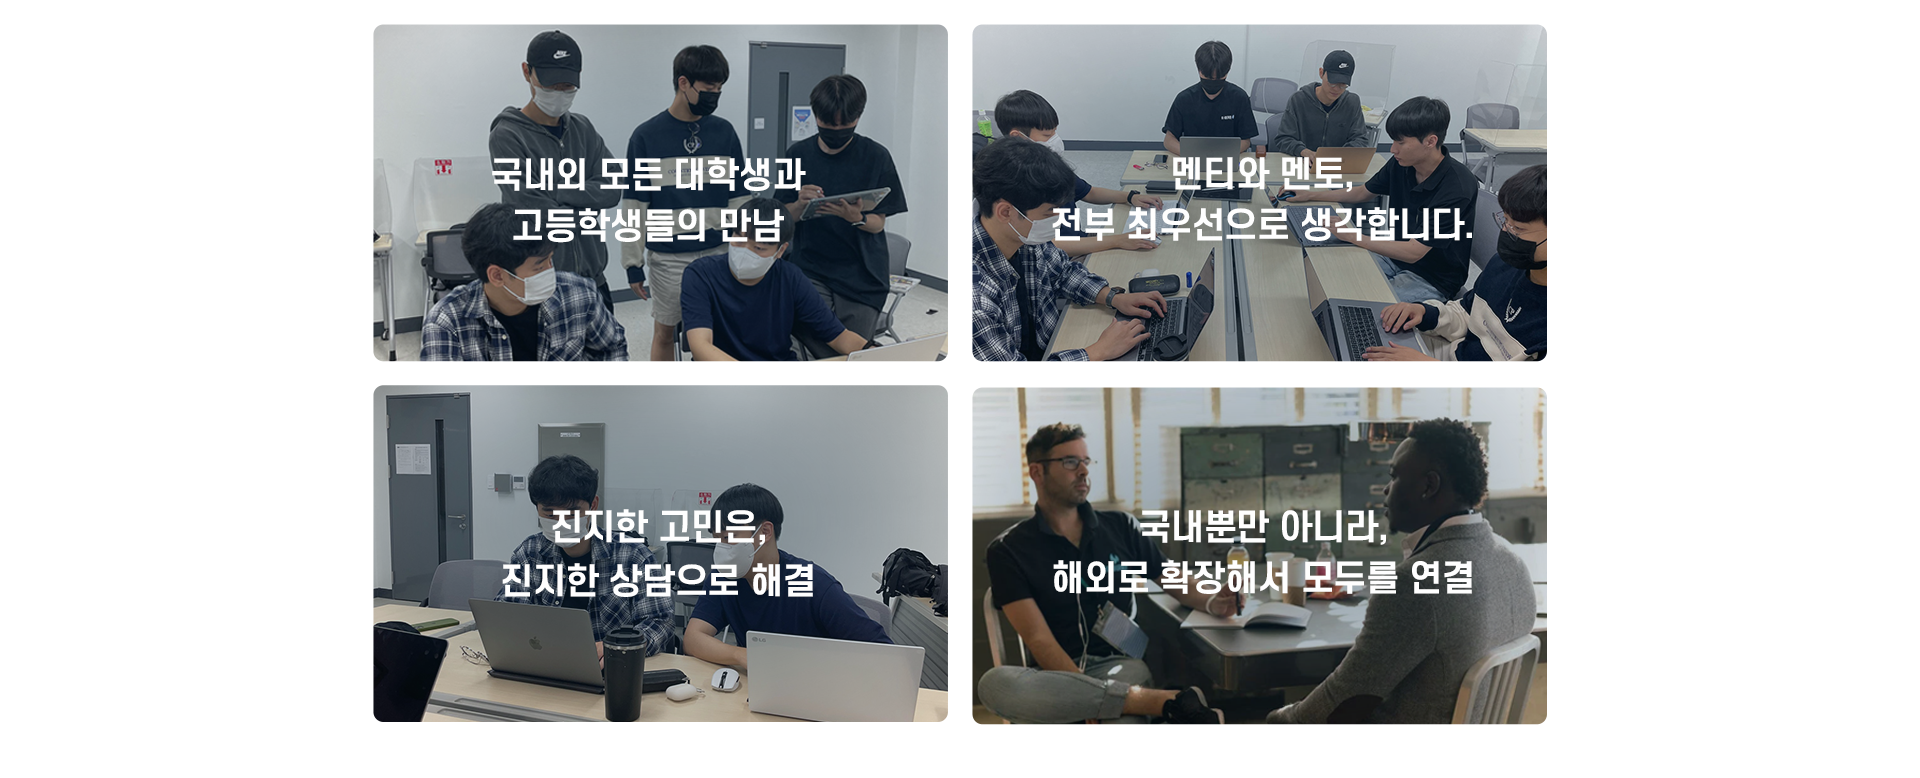 국내외 모든 대학생과
고등학생들의 만남
멘티와 멘토,
전부 최우선으로 생각합니다.
진지한 고민은,
진지한 상담으로 해결
LG
국내뿐만 아니라,
해외로 확장해서 모두를 연결